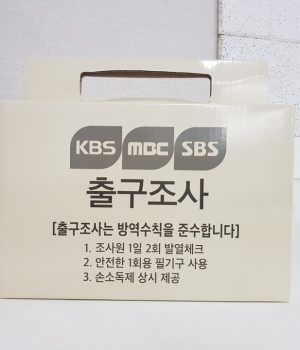 KBS MBC SBS
출구조사
[출구조사는 방역수칙을 준수합니다]
1. 조사원 1일 2회 발열체크
2. 안전한 1회용 필기구 사용
3. 손소독제 상시 제공